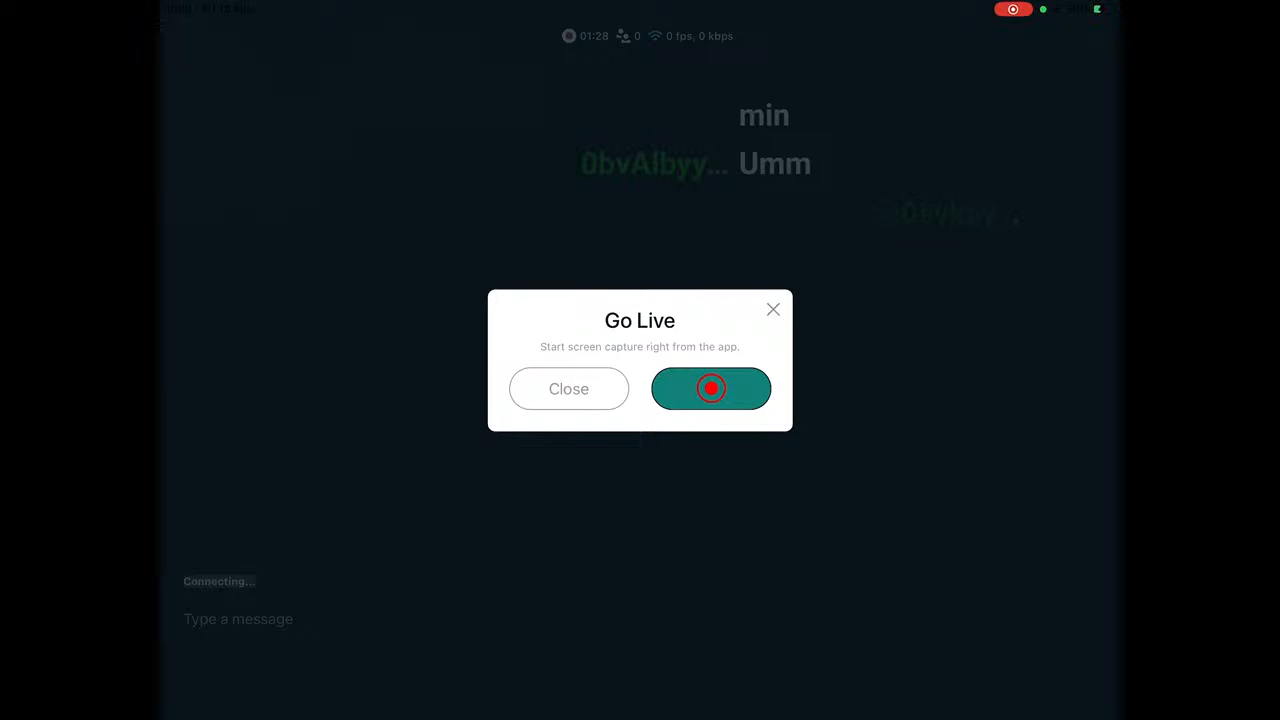 01:28 0 0 fps, 0 kbps
min
0bvAlbyy... Umm
Go Live
Start screen capture right from the app.
Close
Connecting...
Type a message